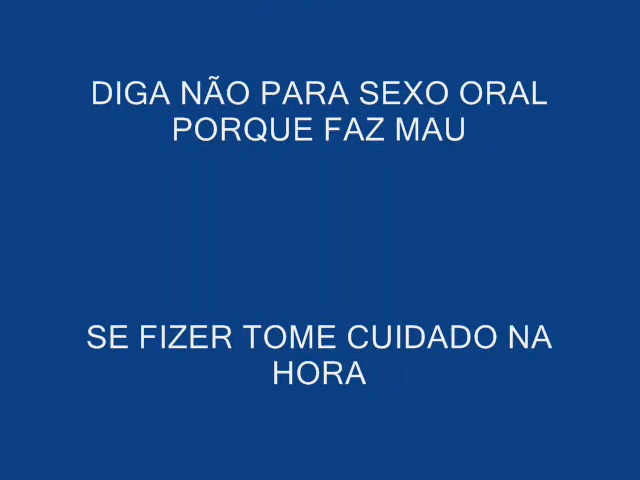 DIGA NÃO PARA SEXO ORAL
PORQUE FAZ MAU
SE FIZER TOME CUIDADO NA
HORA